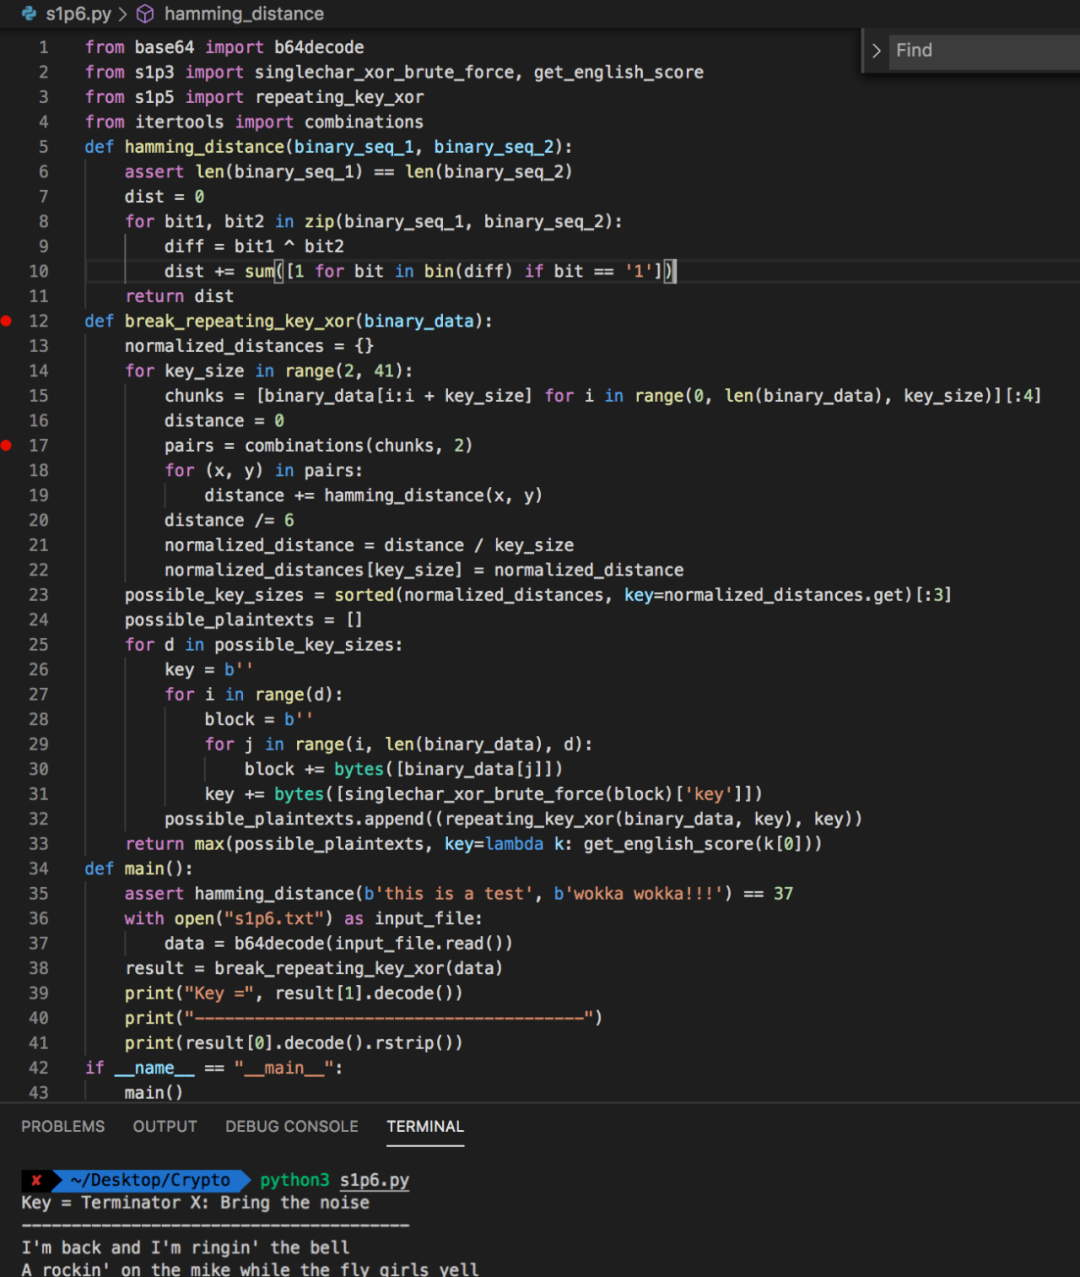 s1p6.py > hamming_distance
> Find
1 from base64 import b64decode
2 from s1p3 import singlechar_xor_brute_force, get_english_score
3 from s1p5 import repeating_key_xor
4 from itertools import combinations
5 def hamming_distance(binary_seq_1, binary_seq_2):
6     assert len(binary_seq_1) == len(binary_seq_2)
7     dist = 0
8     for bit1, bit2 in zip(binary_seq_1, binary_seq_2):
9         diff = bit1 ^ bit2
10         dist += sum([1 for bit in bin(diff) if bit == '1'])
11     return dist
12 def break_repeating_key_xor(binary_data):
13     normalized_distances = {}
14     for key_size in range(2, 41):
15         chunks = [binary_data[i:i + key_size] for i in range(0, len(binary_data), key_size)][:4]
16         distance = 0
17         pairs = combinations(chunks, 2)
18         for (x, y) in pairs:
19             distance += hamming_distance(x, y)
20         distance /= 6
21         normalized_distance = distance / key_size
22         normalized_distances[key_size] = normalized_distance
23     possible_key_sizes = sorted(normalized_distances, key=normalized_distances.get)[:3]
24     possible_plaintexts = []
25     for d in possible_key_sizes:
26         key = b''
27         for i in range(d):
28             block = b''
29             for j in range(i, len(binary_data), d):
30                 block += bytes([binary_data[j]])
31             key += bytes([singlechar_xor_brute_force(block)['key']])
32         possible_plaintexts.append((repeating_key_xor(binary_data, key), key))
33     return max(possible_plaintexts, key=lambda k: get_english_score(k[0]))
34 def main():
35     assert hamming_distance(b'this is a test', b'wokka wokka!!!') == 37
36     with open("s1p6.txt") as input_file:
37         data = b64decode(input_file.read())
38     result = break_repeating_key_xor(data)
39     print("Key =", result[1].decode())
40     print("---------------------------------------")
41     print(result[0].decode().rstrip())
42 if __name__ == "__main__":
43     main()
PROBLEMS OUTPUT DEBUG CONSOLE TERMINAL
✘ ~/Desktop/Crypto python3 s1p6.py
Key = Terminator X: Bring the noise
---------------------------------------
I'm back and I'm ringin' the bell
A rockin' on the mike while the fly girls yell